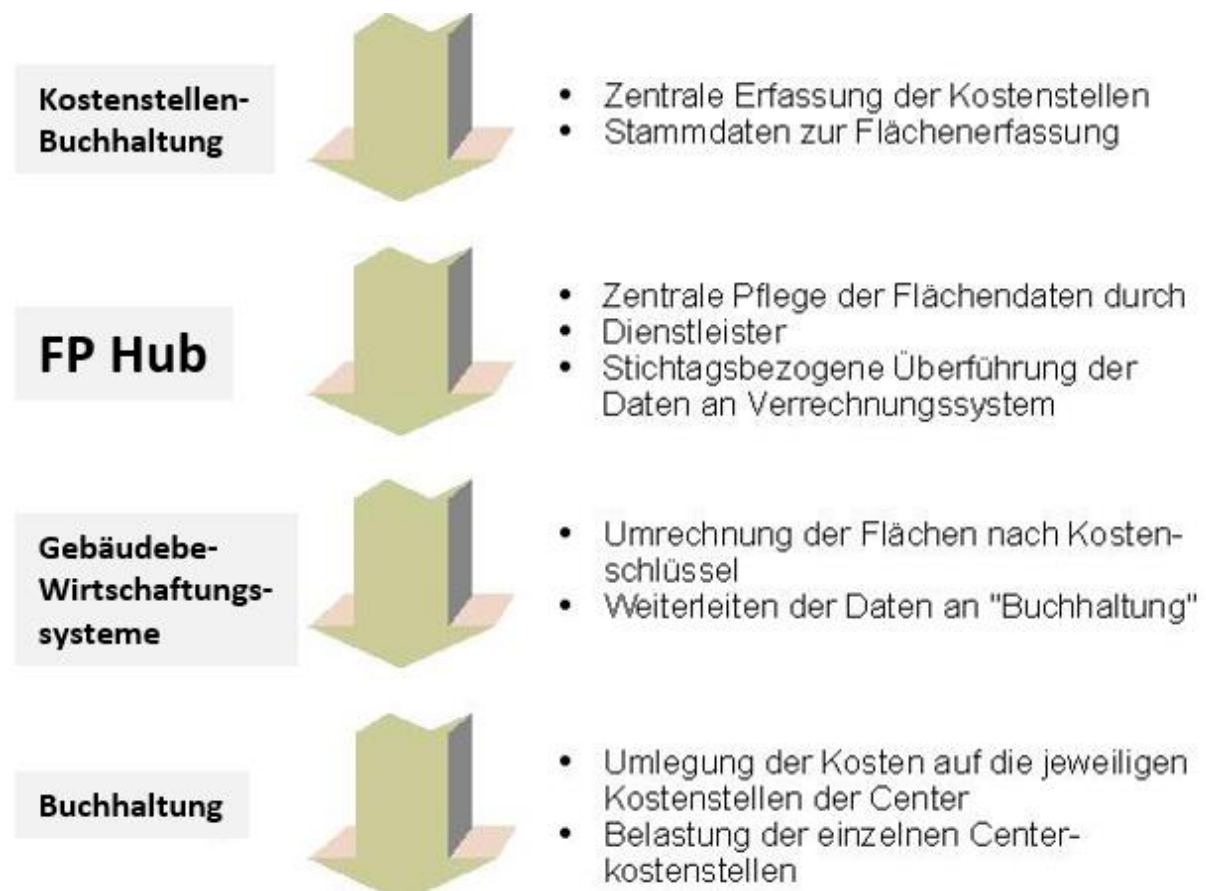 Kostenstellen-
Buchhaltung
• Zentrale Erfassung der Kostenstellen
• Stammdaten zur Flächenerfassung
FP Hub
• Zentrale Pflege der Flächendaten durch
• Dienstleister
• Stichtagsbezogene Überführung der
Daten an Verrechnungssystem
Gebäudebe-
Wirtschaftungs-
systeme
• Umrechnung der Flächen nach Kosten-
schlüssel
• Weiterleiten der Daten an "Buchhaltung"
Buchhaltung
• Umlegung der Kosten auf die jeweiligen
Kostenstellen der Center
• Belastung der einzelnen Center-
kostenstellen